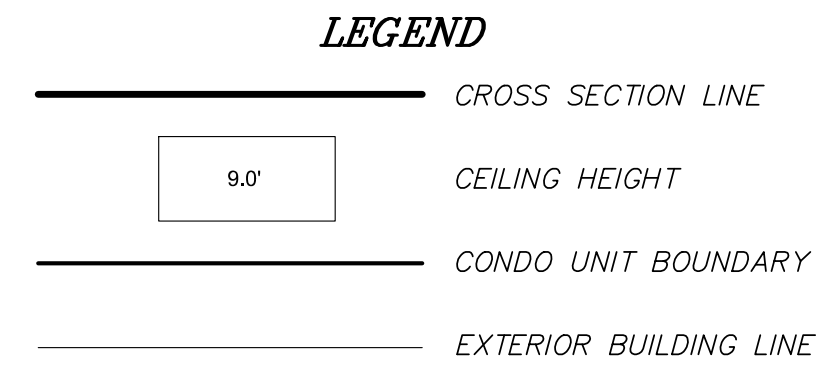 LEGEND
CROSS SECTION LINE
9.0' CEILING HEIGHT
CONDO UNIT BOUNDARY
EXTERIOR BUILDING LINE